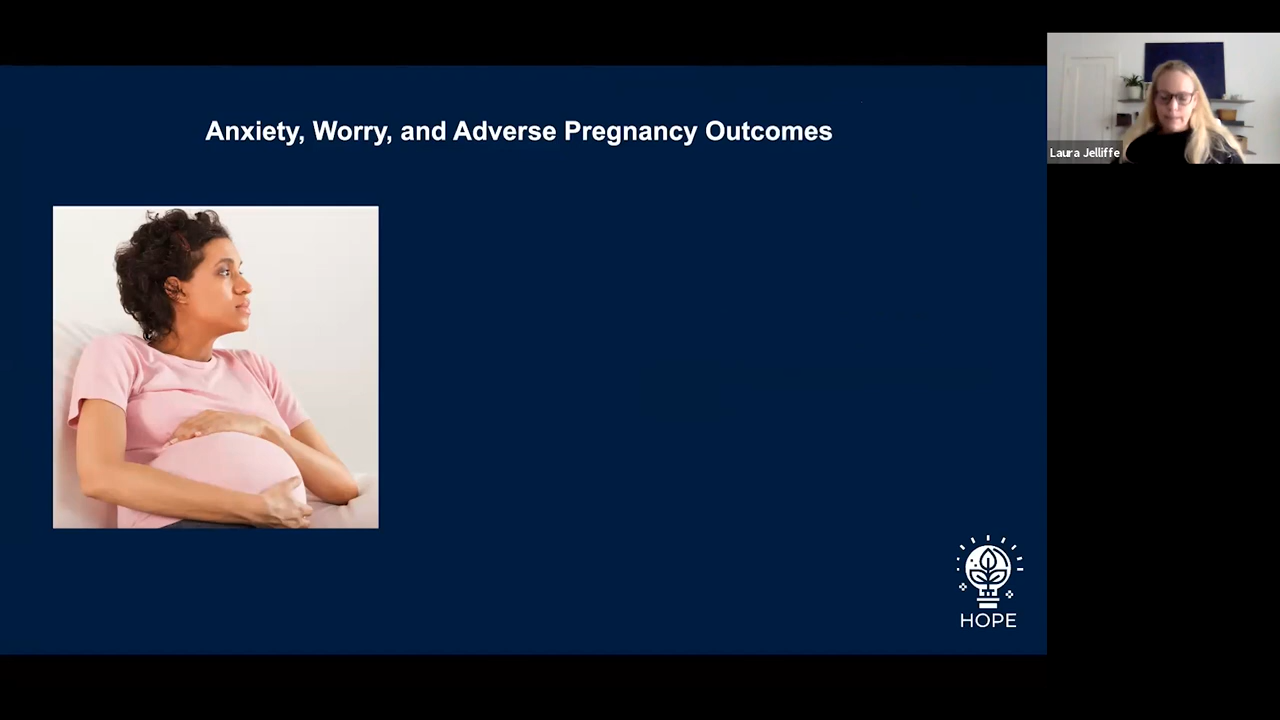 Anxiety, Worry, and Adverse Pregnancy Outcomes
Laura Jelliffe
HOPE